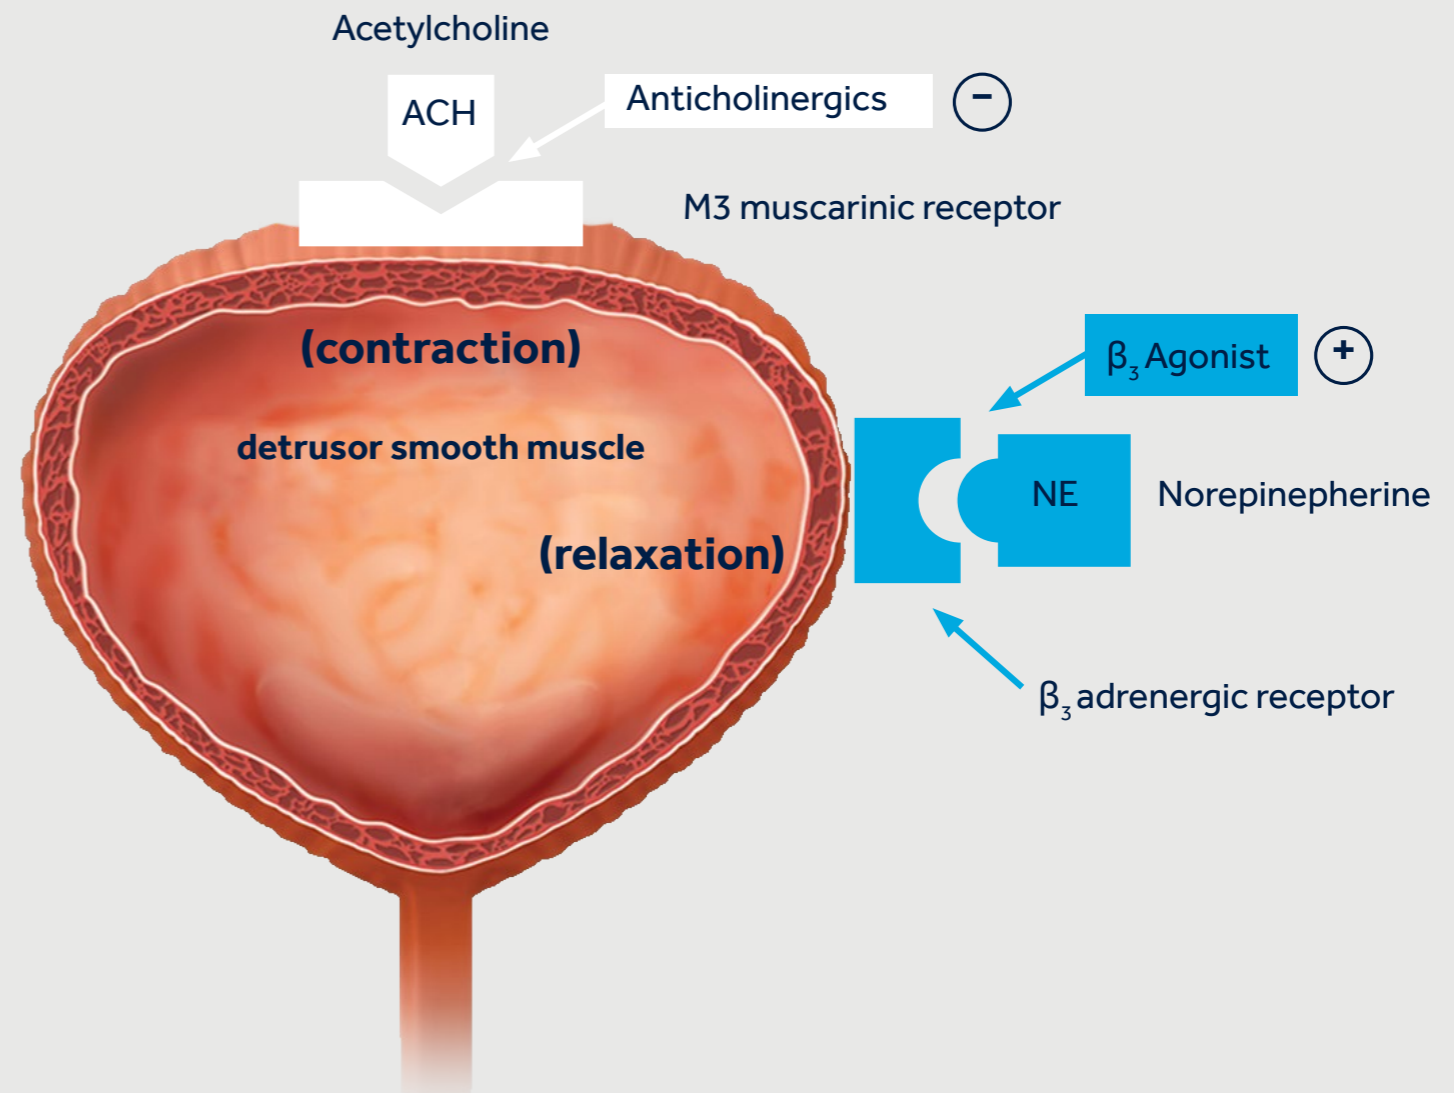 Acetylcholine
ACH
Anticholinergics
−
M3 muscarinic receptor
(contraction)
β₃ Agonist
+
detrusor smooth muscle
NE
Norepinepherine
(relaxation)
β₃ adrenergic receptor